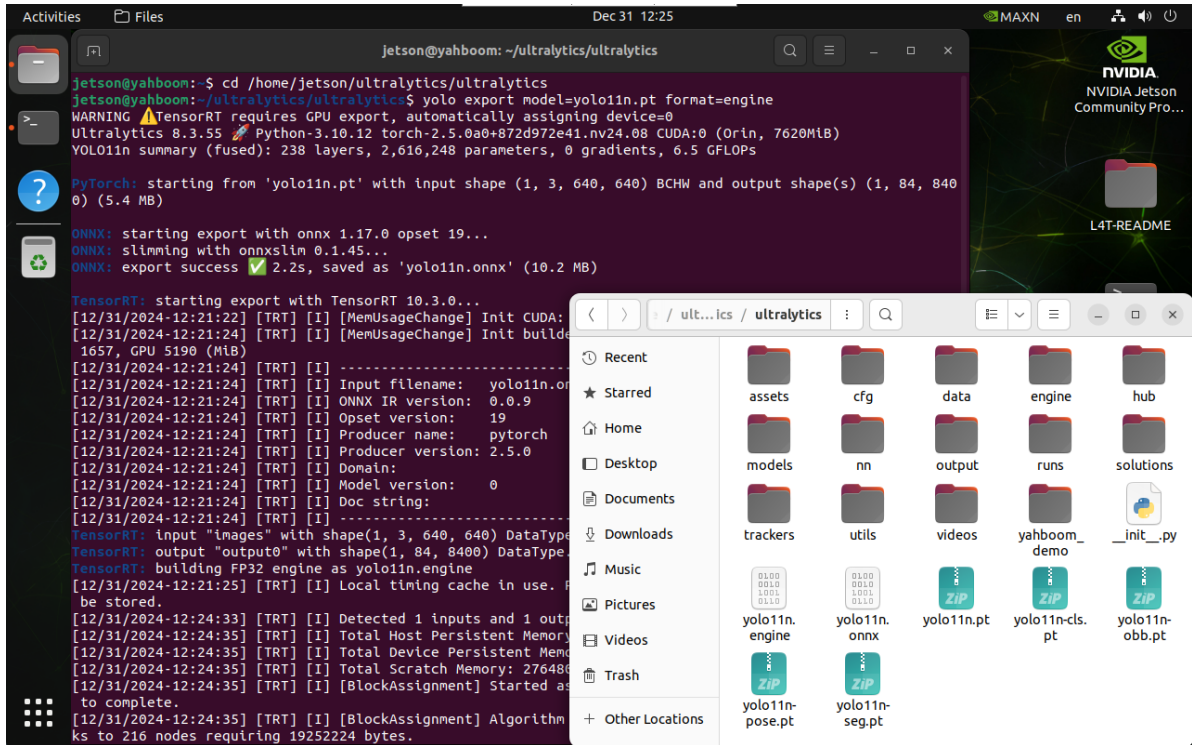 Activities
Files
Dec 31 12:25
MAXN
en
jetson@yahboom: ~/ultralytics/ultralytics
jetson@yahboom:~$ cd /home/jetson/ultralytics/ultralytics
jetson@yahboom:~/ultralytics/ultralytics$ yolo export model=yolo11n.pt format=engine
WARNING ⚠️TensorRT requires GPU export, automatically assigning device=0
Ultralytics 8.3.55 🚀 Python-3.10.12 torch-2.5.0a0+872d972e41.nv24.08 CUDA:0 (Orin, 7620MiB)
YOLO11n summary (fused): 238 layers, 2,616,248 parameters, 0 gradients, 6.5 GFLOPs
PyTorch: starting from 'yolo11n.pt' with input shape (1, 3, 640, 640) BCHW and output shape(s) (1, 84, 840
0) (5.4 MB)
ONNX: starting export with onnx 1.17.0 opset 19...
ONNX: slimming with onnxslim 0.1.45...
ONNX: export success ✅ 2.2s, saved as 'yolo11n.onnx' (10.2 MB)
TensorRT: starting export with TensorRT 10.3.0...
[12/31/2024-12:21:22] [TRT] [I] [MemUsageChange] Init CUDA:
[12/31/2024-12:21:24] [TRT] [I] [MemUsageChange] Init builde
1657, GPU 5190 (MiB)
[12/31/2024-12:21:24] [TRT] [I] ----------------------------
[12/31/2024-12:21:24] [TRT] [I] Input filename:   yolo11n.on
[12/31/2024-12:21:24] [TRT] [I] ONNX IR version:  0.0.9
[12/31/2024-12:21:24] [TRT] [I] Opset version:    19
[12/31/2024-12:21:24] [TRT] [I] Producer name:    pytorch
[12/31/2024-12:21:24] [TRT] [I] Producer version: 2.5.0
[12/31/2024-12:21:24] [TRT] [I] Domain:
[12/31/2024-12:21:24] [TRT] [I] Model version:    0
[12/31/2024-12:21:24] [TRT] [I] Doc string:
[12/31/2024-12:21:24] [TRT] [I] ----------------------------
TensorRT: input "images" with shape(1, 3, 640, 640) DataType
TensorRT: output "output0" with shape(1, 84, 8400) DataType.
TensorRT: building FP32 engine as yolo11n.engine
[12/31/2024-12:21:25] [TRT] [I] Local timing cache in use.
be stored.
[12/31/2024-12:24:33] [TRT] [I] Detected 1 inputs and 1 outp
[12/31/2024-12:24:35] [TRT] [I] Total Host Persistent Memory
[12/31/2024-12:24:35] [TRT] [I] Total Device Persistent Memo
[12/31/2024-12:24:35] [TRT] [I] Total Scratch Memory: 276480
[12/31/2024-12:24:35] [TRT] [I] [BlockAssignment] Started as
to complete.
[12/31/2024-12:24:35] [TRT] [I] [BlockAssignment] Algorithm
ks to 216 nodes requiring 19252224 bytes.
NVIDIA
NVIDIA Jetson
Community Pro...
L4T-README
/ ult...ics / ultralytics
Recent
Starred
Home
Desktop
Documents
Downloads
Music
Pictures
Videos
Trash
+ Other Locations
assets
cfg
data
engine
hub
models
nn
output
runs
solutions
trackers
utils
videos
yahboom_
demo
__init__.py
yolo11n.
engine
yolo11n.
onnx
yolo11n.pt
yolo11n-cls.
pt
yolo11n-
obb.pt
yolo11n-
pose.pt
yolo11n-
seg.pt